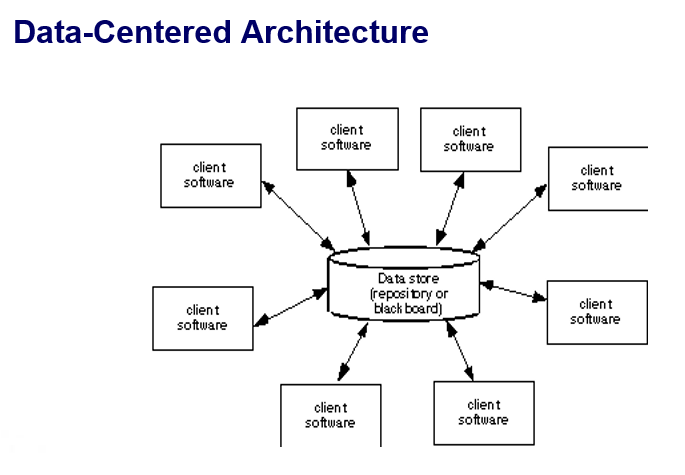 Data-Centered Architecture
client
software
client
software
client
software
client
software
Data store
(repository or
blackboard)
client
software
client
software
client
software
client
software